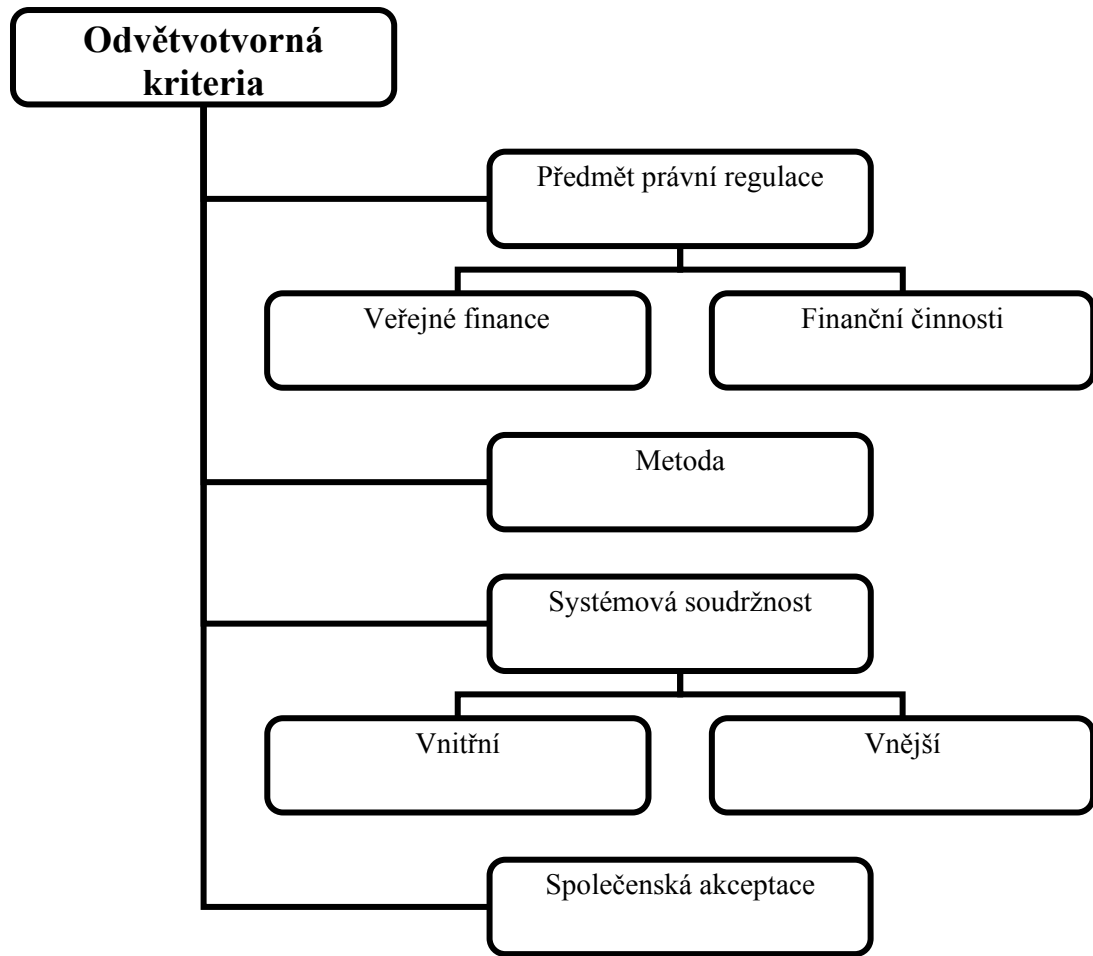 Odvětvotvorná
kriteria
Předmět právní regulace
Veřejné finance
Finanční činnosti
Metoda
Systémová soudržnost
Vnitřní
Vnější
Společenská akceptace